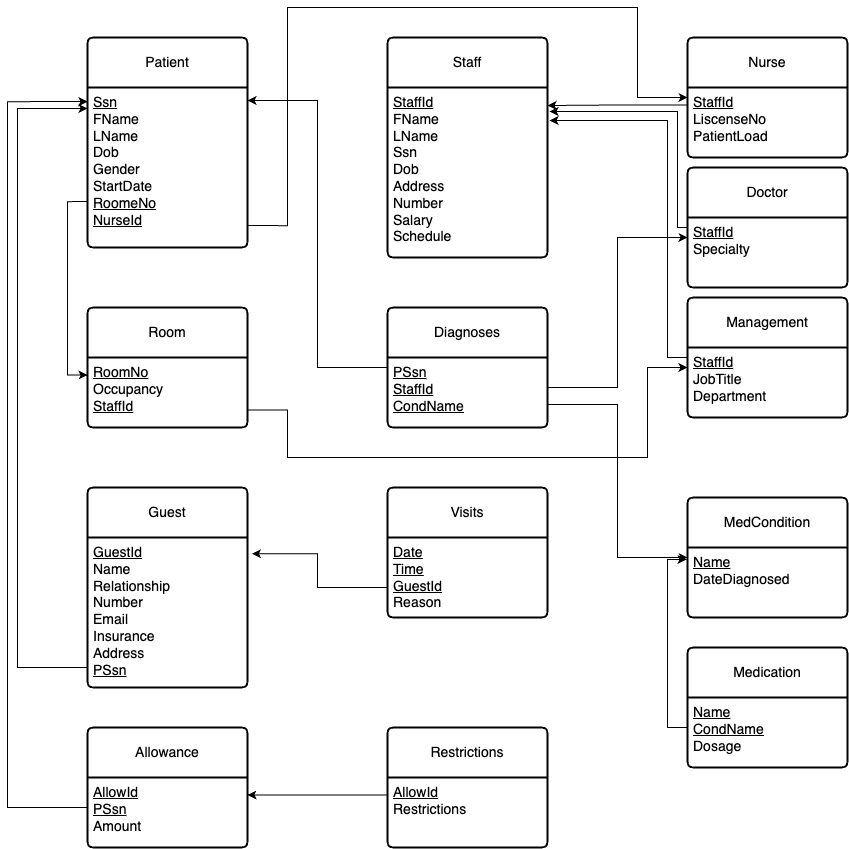 Patient
Ssn
FName
LName
Dob
Gender
StartDate
RoomeNo
NurseId
Staff
StaffId
FName
LName
Ssn
Dob
Address
Number
Salary
Schedule
Nurse
StaffId
LiscenseNo
PatientLoad
Doctor
StaffId
Specialty
Room
RoomNo
Occupancy
StaffId
Diagnoses
PSsn
StaffId
CondName
Management
StaffId
JobTitle
Department
Guest
GuestId
Name
Relationship
Number
Email
Insurance
Address
PSsn
Visits
Date
Time
GuestId
Reason
MedCondition
Name
DateDiagnosed
Medication
Name
CondName
Dosage
Allowance
AllowId
PSsn
Amount
Restrictions
AllowId
Restrictions